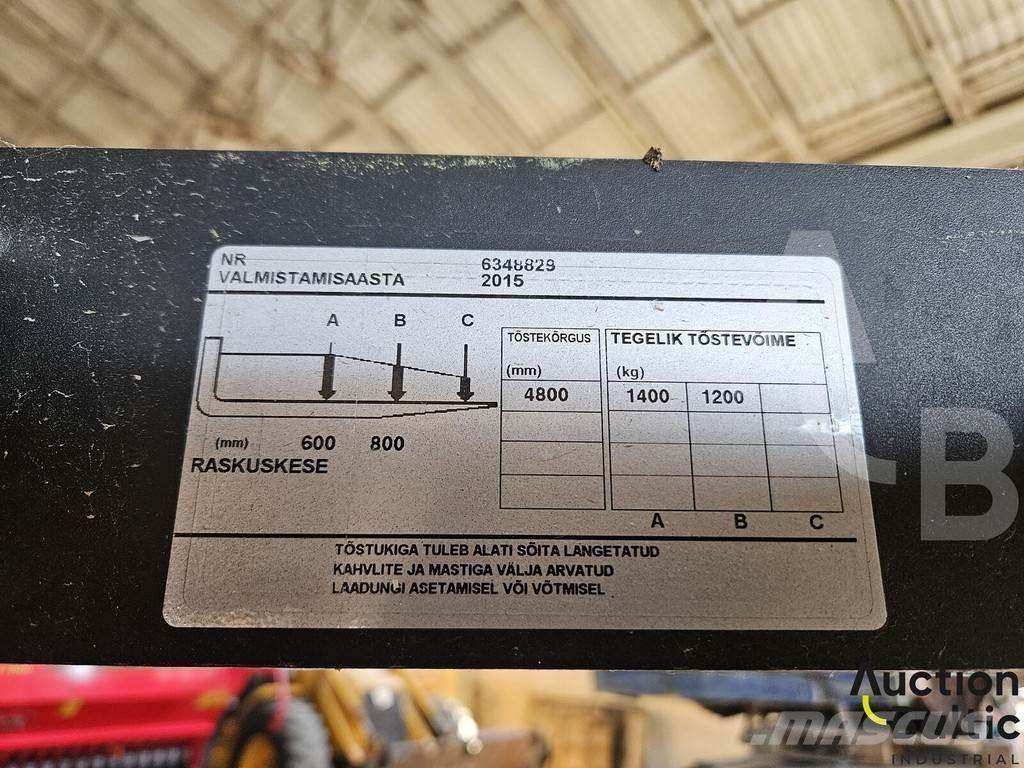 NR 6348829
VALMISTAMISAASTA 2015
A B C
TÕSTEKÕRGUS TEGELIK TÕSTEVÕIME
(mm) (kg)
4800 1400 1200
(mm) 600 800
RASKUSKESE
A B C
TÕSTUKIGA TULEB ALATI SÕITA LANGETATUD
KAHVLITE JA MASTIGA VÄLJA ARVATUD
LAADUNGI ASETAMISEL VÕI VÕTMISEL
A
B
Auction
Baltic
MASCUS
INDUSTRIAL